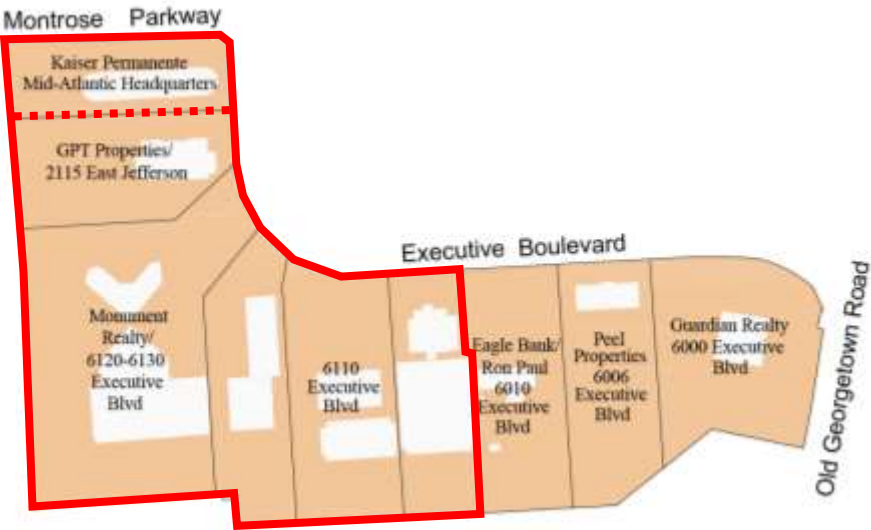 Montrose Parkway
Kaiser Permanente
Mid-Atlantic Headquarters
GPT Properties/
2115 East Jefferson
Executive Boulevard
Old Georgetown Road
Monument
Realty/
6120-6130
Executive
Blvd
6110
Executive
Blvd
Eagle Bank/
Ron Paul
6010
Executive
Blvd
Peel
Properties
6006
Executive
Blvd
Guardian Realty
6000 Executive
Blvd